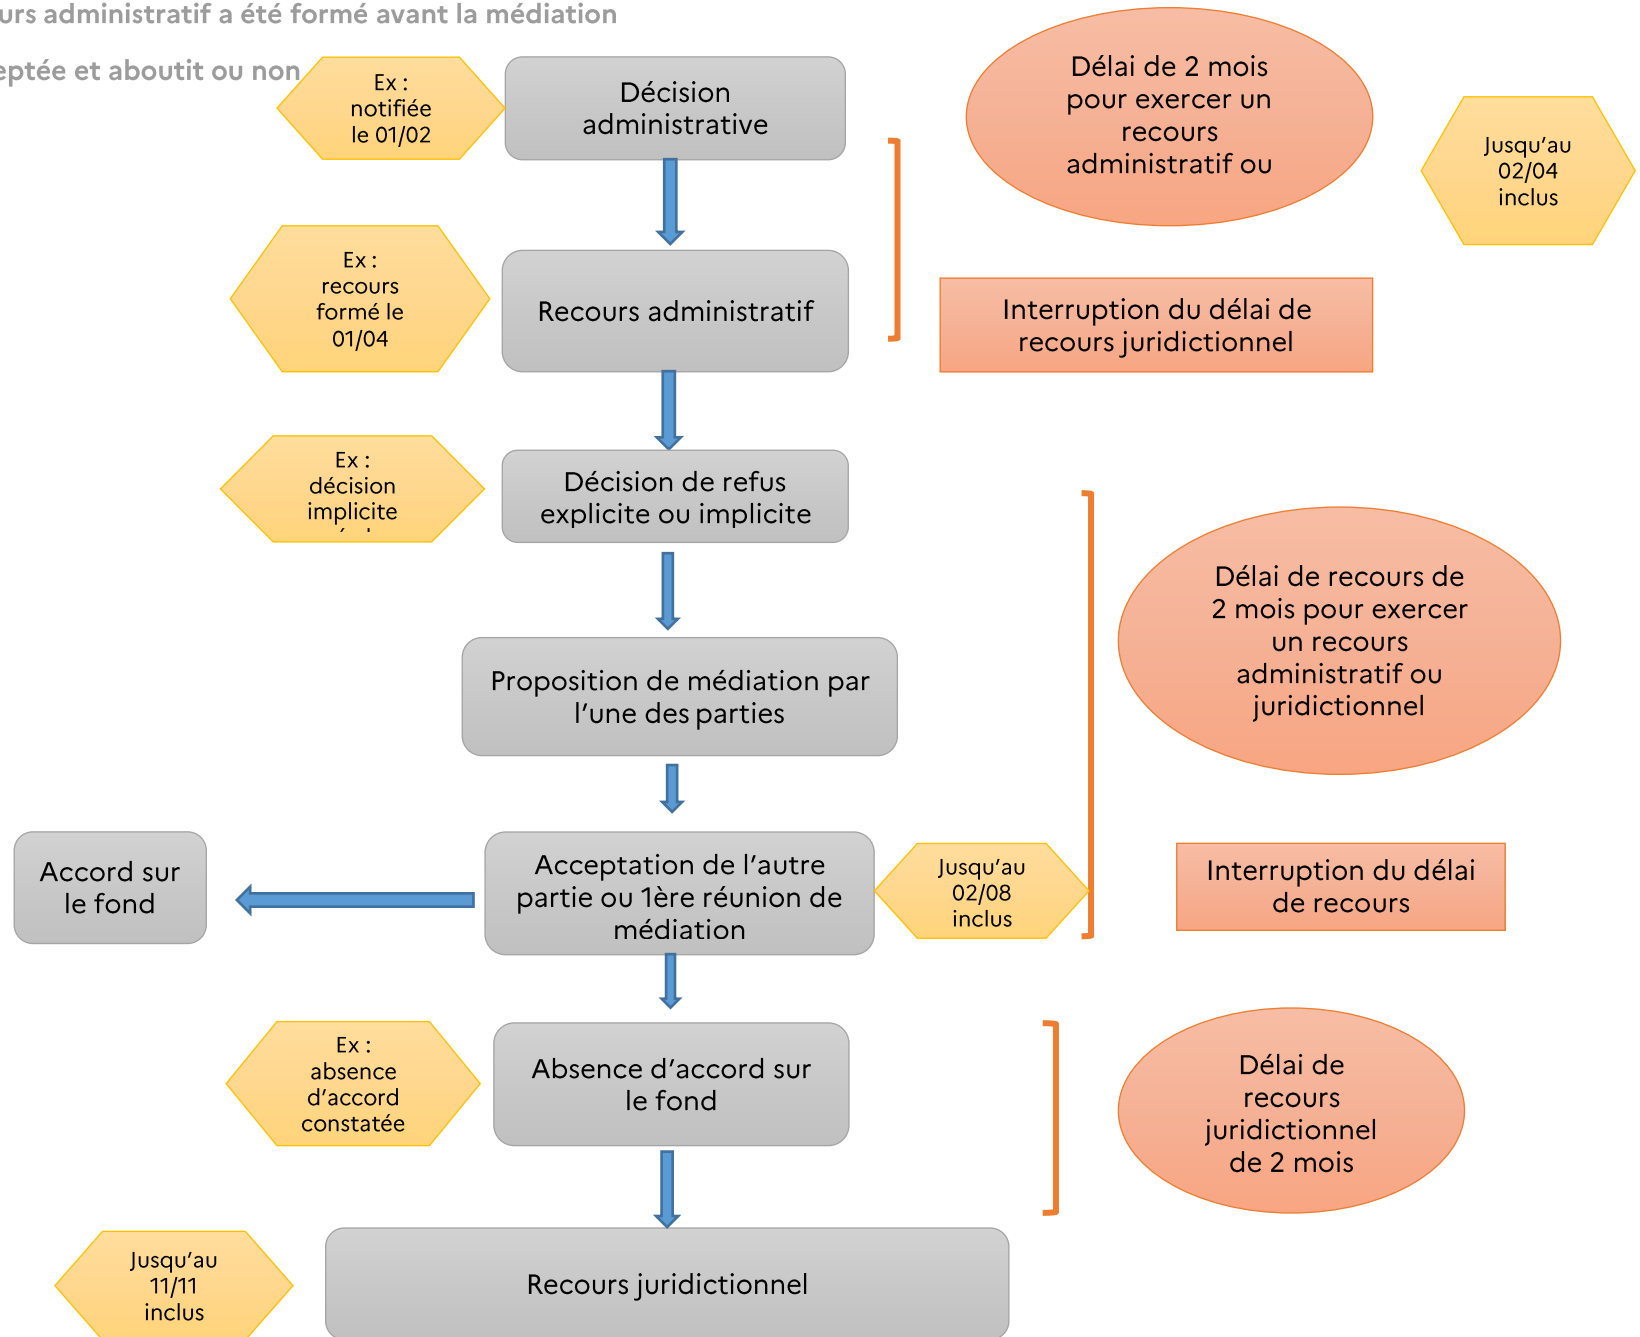 urs administratif a été formé avant la médiation
eptée et aboutit ou non
Ex :
notifiée
le 01/02
Décision
administrative
Délai de 2 mois
pour exercer un
recours
administratif ou
Jusqu’au
02/04
inclus
Ex :
recours
formé le
01/04
Recours administratif
Interruption du délai de
recours juridictionnel
Ex :
décision
implicite
Décision de refus
explicite ou implicite
Délai de recours de
2 mois pour exercer
un recours
administratif ou
juridictionnel
Proposition de médiation par
l’une des parties
Accord sur
le fond
Acceptation de l’autre
partie ou 1ère réunion de
médiation
Jusqu’au
02/08
inclus
Interruption du délai
de recours
Ex :
absence
d’accord
constatée
Absence d’accord sur
le fond
Délai de
recours
juridictionnel
de 2 mois
Jusqu’au
11/11
inclus
Recours juridictionnel